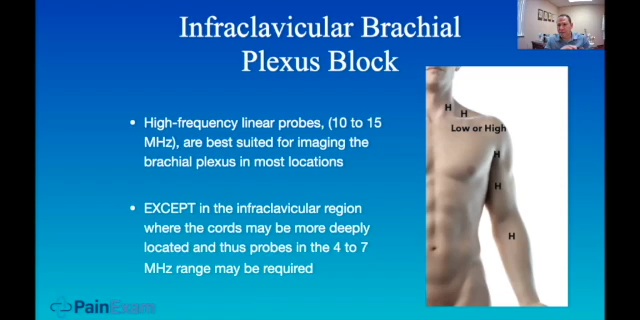 Infraclavicular Brachial
Plexus Block
• High-frequency linear probes, (10 to 15
MHz), are best suited for imaging the
brachial plexus in most locations
• EXCEPT in the infraclavicular region
where the cords may be more deeply
located and thus probes in the 4 to 7
MHz range may be required
H
H
Low or High
H
H
H
PainExam